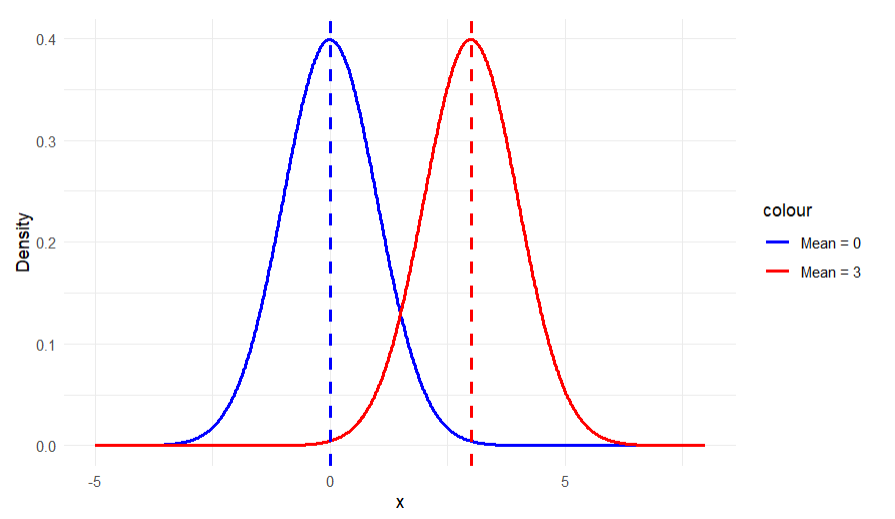 0.4
0.3
0.2
0.1
0.0
Density
-5
0
5
x
colour
Mean = 0
Mean = 3